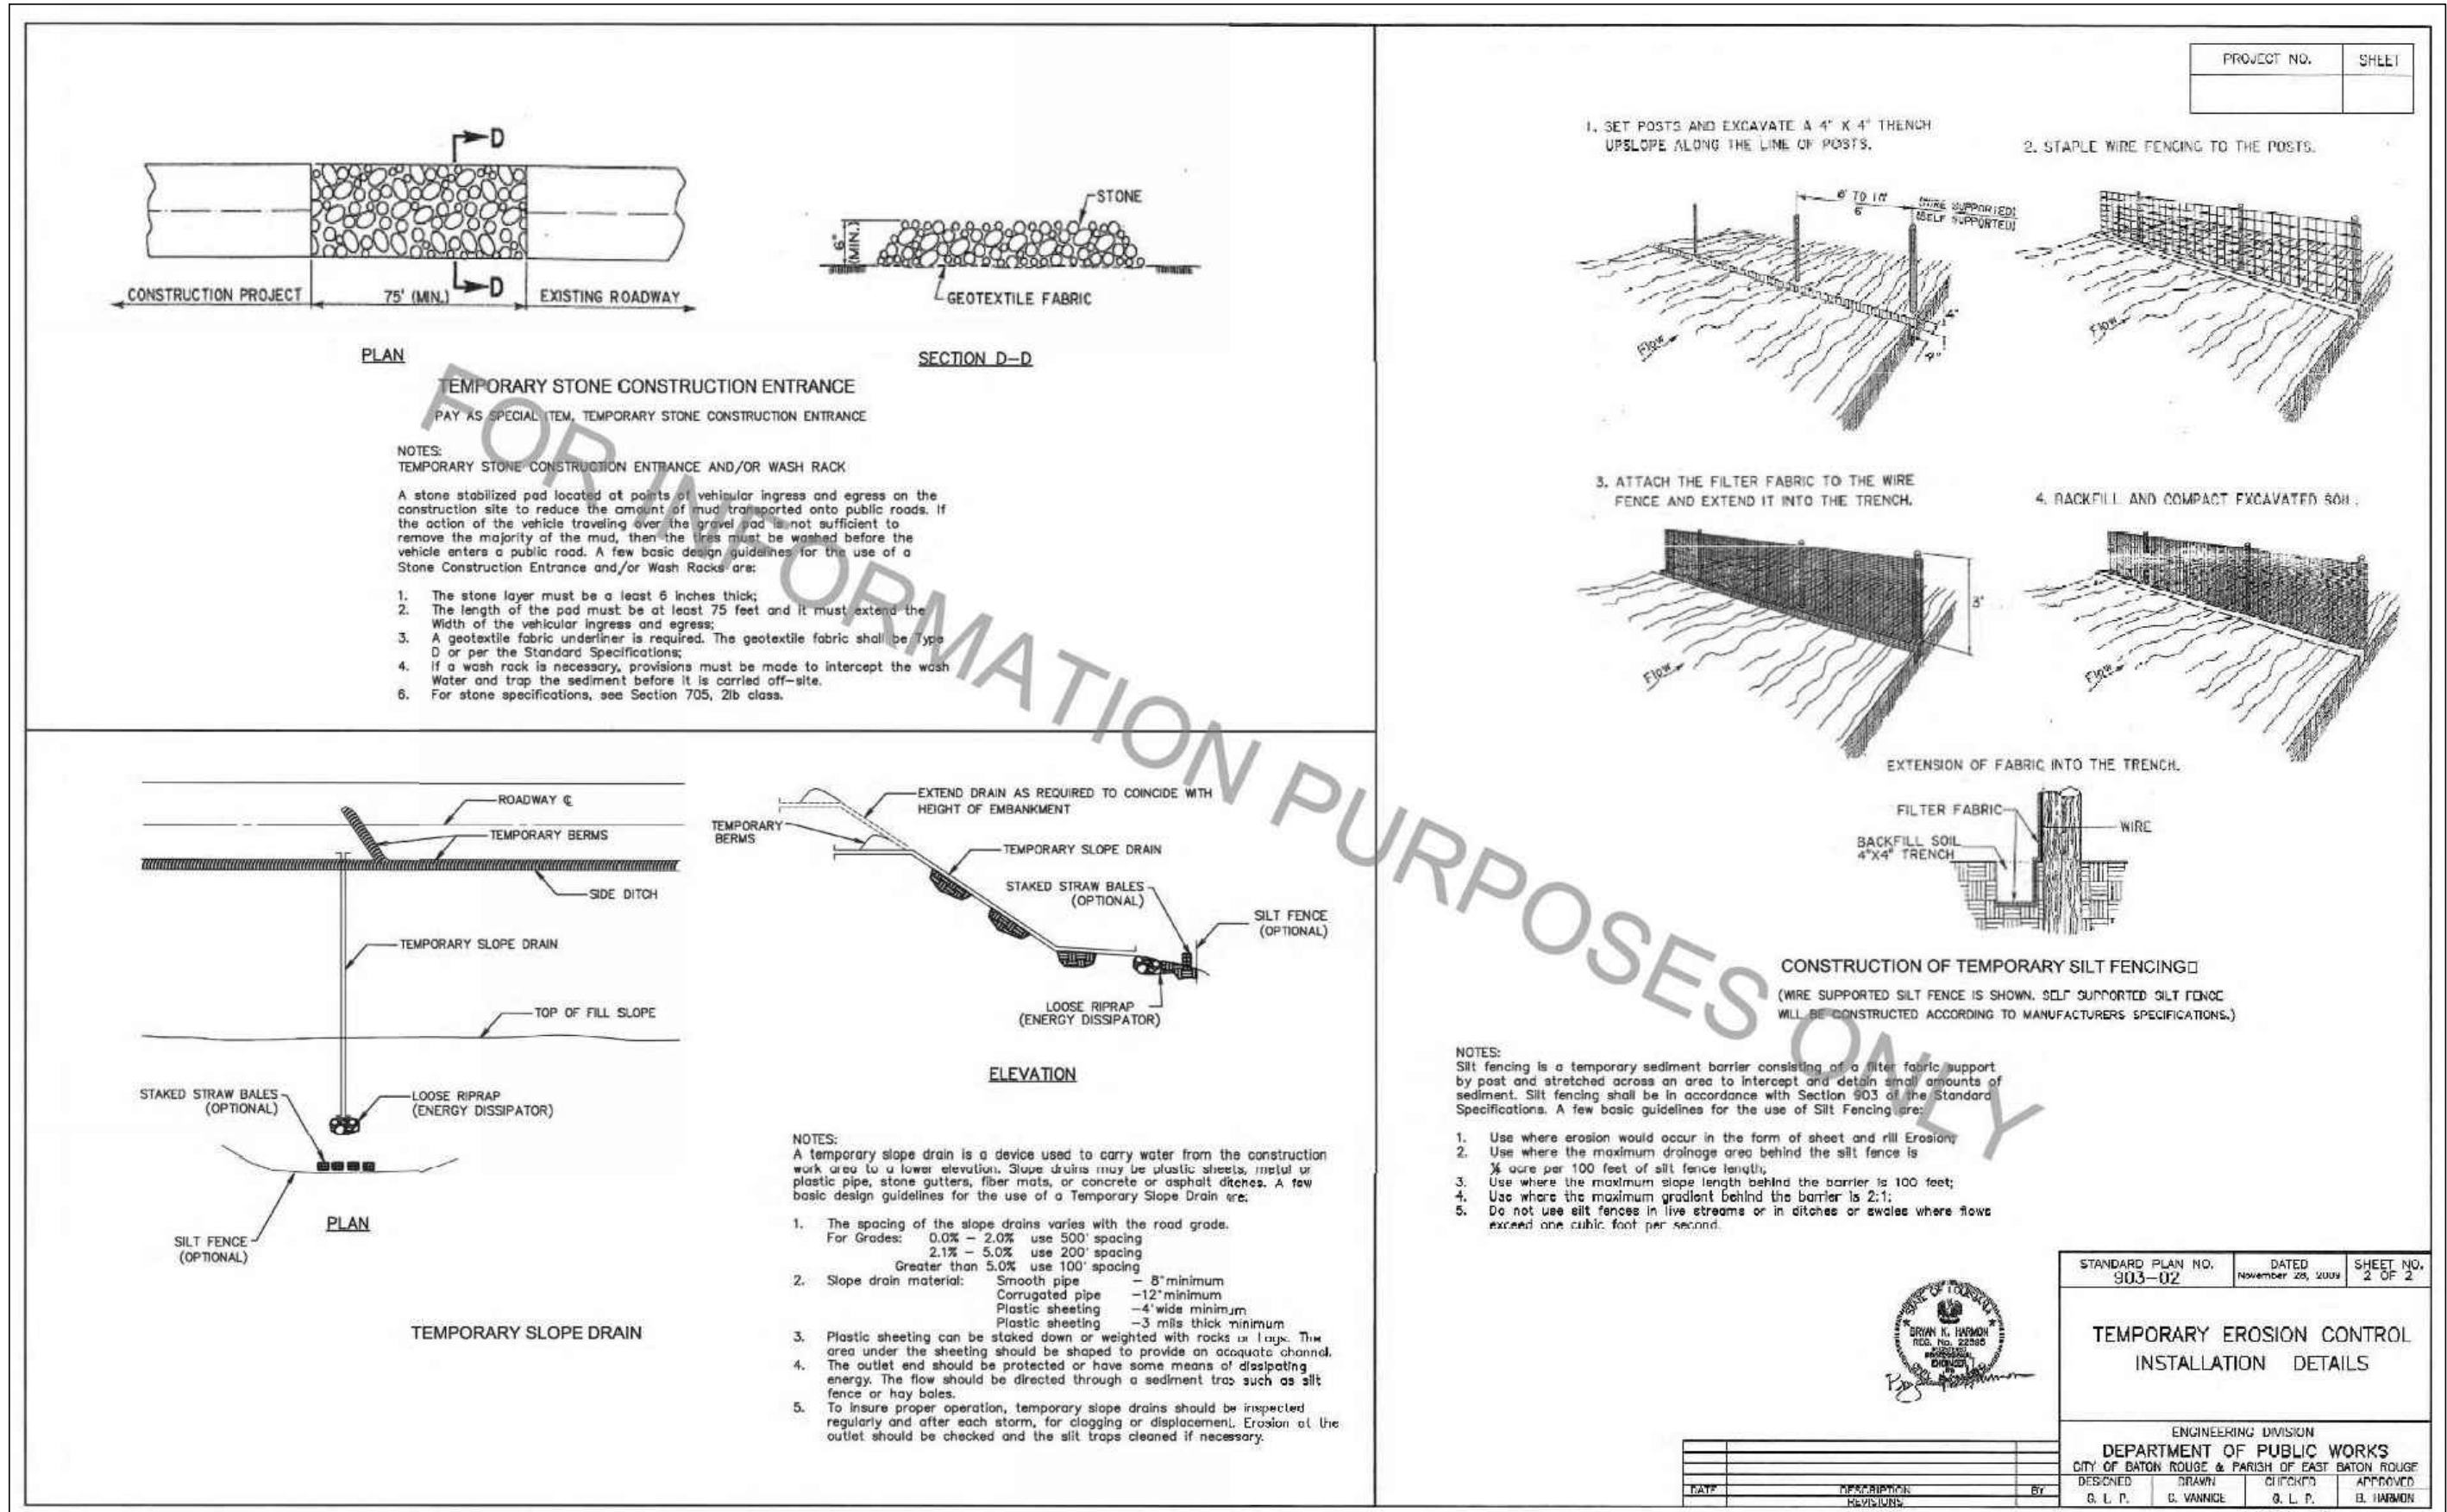 PROJECT NO. SHEET
D
D
CONSTRUCTION PROJECT
75' (MIN.)
EXISTING ROADWAY
PLAN
STONE
6"
(MIN.)
GEOTEXTILE FABRIC
SECTION D-D
TEMPORARY STONE CONSTRUCTION ENTRANCE
PAY AS SPECIAL ITEM, TEMPORARY STONE CONSTRUCTION ENTRANCE
NOTES:
TEMPORARY STONE CONSTRUCTION ENTRANCE AND/OR WASH RACK
A stone stabilized pad located at points of vehicular ingress and egress on the
construction site to reduce the amount of mud transported onto public roads. If
the action of the vehicle traveling over the gravel pad is not sufficient to
remove the majority of the mud, then the tires must be washed before the
vehicle enters a public road. A few basic design guidelines for the use of a
Stone Construction Entrance and/or Wash Racks are:
1. The stone layer must be a least 6 inches thick;
2. The length of the pad must be at least 75 feet and it must extend the
Width of the vehicular ingress and egress;
3. A geotextile fabric underliner is required. The geotextile fabric shall be Type
D or per the Standard Specifications;
4. If a wash rack is necessary, provisions must be made to intercept the wash
Water and trap the sediment before it is carried off-site.
6. For stone specifications, see Section 705, 2lb class.
FOR INFORMATION PURPOSES ONLY
ROADWAY ℄
TEMPORARY BERMS
SIDE DITCH
TEMPORARY SLOPE DRAIN
TOP OF FILL SLOPE
STAKED STRAW BALES
(OPTIONAL)
LOOSE RIPRAP
(ENERGY DISSIPATOR)
PLAN
SILT FENCE
(OPTIONAL)
TEMPORARY SLOPE DRAIN
EXTEND DRAIN AS REQUIRED TO COINCIDE WITH
HEIGHT OF EMBANKMENT
TEMPORARY
BERMS
TEMPORARY SLOPE DRAIN
STAKED STRAW BALES
(OPTIONAL)
SILT FENCE
(OPTIONAL)
LOOSE RIPRAP
(ENERGY DISSIPATOR)
ELEVATION
NOTES:
A temporary slope drain is a device used to carry water from the construction
work area to a lower elevation. Slope drains may be plastic sheets, metal or
plastic pipe, stone gutters, fiber mats, or concrete or asphalt ditches. A few
basic design guidelines for the use of a Temporary Slope Drain are:
1. The spacing of the slope drains varies with the road grade.
For Grades: 0.0% - 2.0% use 500' spacing
2.1% - 5.0% use 200' spacing
Greater than 5.0% use 100' spacing
2. Slope drain material: Smooth pipe - 8"minimum
Corrugated pipe -12"minimum
Plastic sheeting -4'wide minimum
Plastic sheeting -3 mils thick minimum
3. Plastic sheeting can be staked down or weighted with rocks or logs. The
area under the sheeting should be shaped to provide an adequate channel.
4. The outlet end should be protected or have some means of dissipating
energy. The flow should be directed through a sediment trap such as silt
fence or hay bales.
5. To insure proper operation, temporary slope drains should be inspected
regularly and after each storm, for clogging or displacement. Erosion at the
outlet should be checked and the silt traps cleaned if necessary.
1. SET POSTS AND EXCAVATE A 4" X 4" THENCH
UPSLOPE ALONG THE LINE OF POSTS.
(WIRE SUPPORTED)
6'
(SELF SUPPORTED)
4"
Flow
2. STAPLE WIRE FENCING TO THE POSTS.
Flow
3. ATTACH THE FILTER FABRIC TO THE WIRE
FENCE AND EXTEND IT INTO THE TRENCH.
3'
Flow
4. BACKFILL AND COMPACT EXCAVATED SOIL.
Flow
EXTENSION OF FABRIC INTO THE TRENCH.
FILTER FABRIC
WIRE
BACKFILL SOIL
4"X4" TRENCH
CONSTRUCTION OF TEMPORARY SILT FENCING□
(WIRE SUPPORTED SILT FENCE IS SHOWN. SELF SUPPORTED SILT FENCE
WILL BE CONSTRUCTED ACCORDING TO MANUFACTURERS SPECIFICATIONS.)
NOTES:
Silt fencing is a temporary sediment barrier consisting of a filter fabric support
by post and stretched across an area to intercept and detain small amounts of
sediment. Silt fencing shall be in accordance with Section 903 of the Standard
Specifications. A few basic guidelines for the use of Silt Fencing are:
1. Use where erosion would occur in the form of sheet and rill Erosion;
2. Use where the maximum drainage area behind the silt fence is
acre per 100 feet of silt fence length;
3. Use where the maximum slope length behind the barrier is 100 feet;
4. Use where the maximum gradient behind the barrier is 2:1;
5. Do not use silt fences in live streams or in ditches or swales where flows
exceed one cubic foot per second.
STATE OF LOUISIANA
BRYAN K. HARMON
REG. No. 22585
STANDARD PLAN NO.
903-02
DATED
November 28, 2009
SHEET NO.
2 OF 2
TEMPORARY EROSION CONTROL
INSTALLATION DETAILS
ENGINEERING DIVISION
DEPARTMENT OF PUBLIC WORKS
CITY OF BATON ROUGE & PARISH OF EAST BATON ROUGE
DESIGNED DRAWN CHECKED APPROVED
G. L. P. C. VANNICE G. L. P. B. HARMON
DATE DESCRIPTION BY
REVISIONS